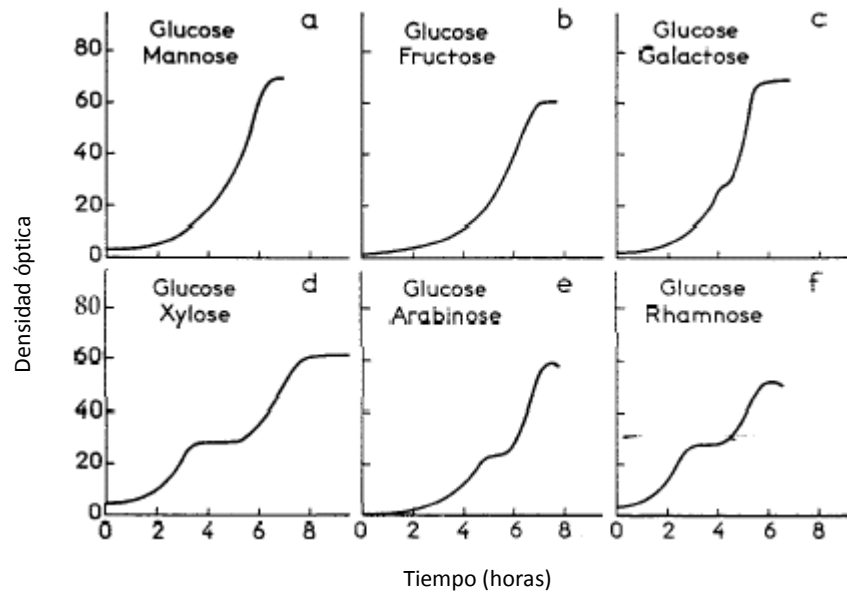 Glucose
Mannose
a
Glucose
Fructose
b
Glucose
Galactose
c
80
60
40
20
0
Densidad óptica
Glucose
Xylose
d
Glucose
Arabinose
e
Glucose
Rhamnose
f
80
60
40
20
0
0 2 4 6 8
0 2 4 6 8
0 2 4 6 8
Tiempo (horas)